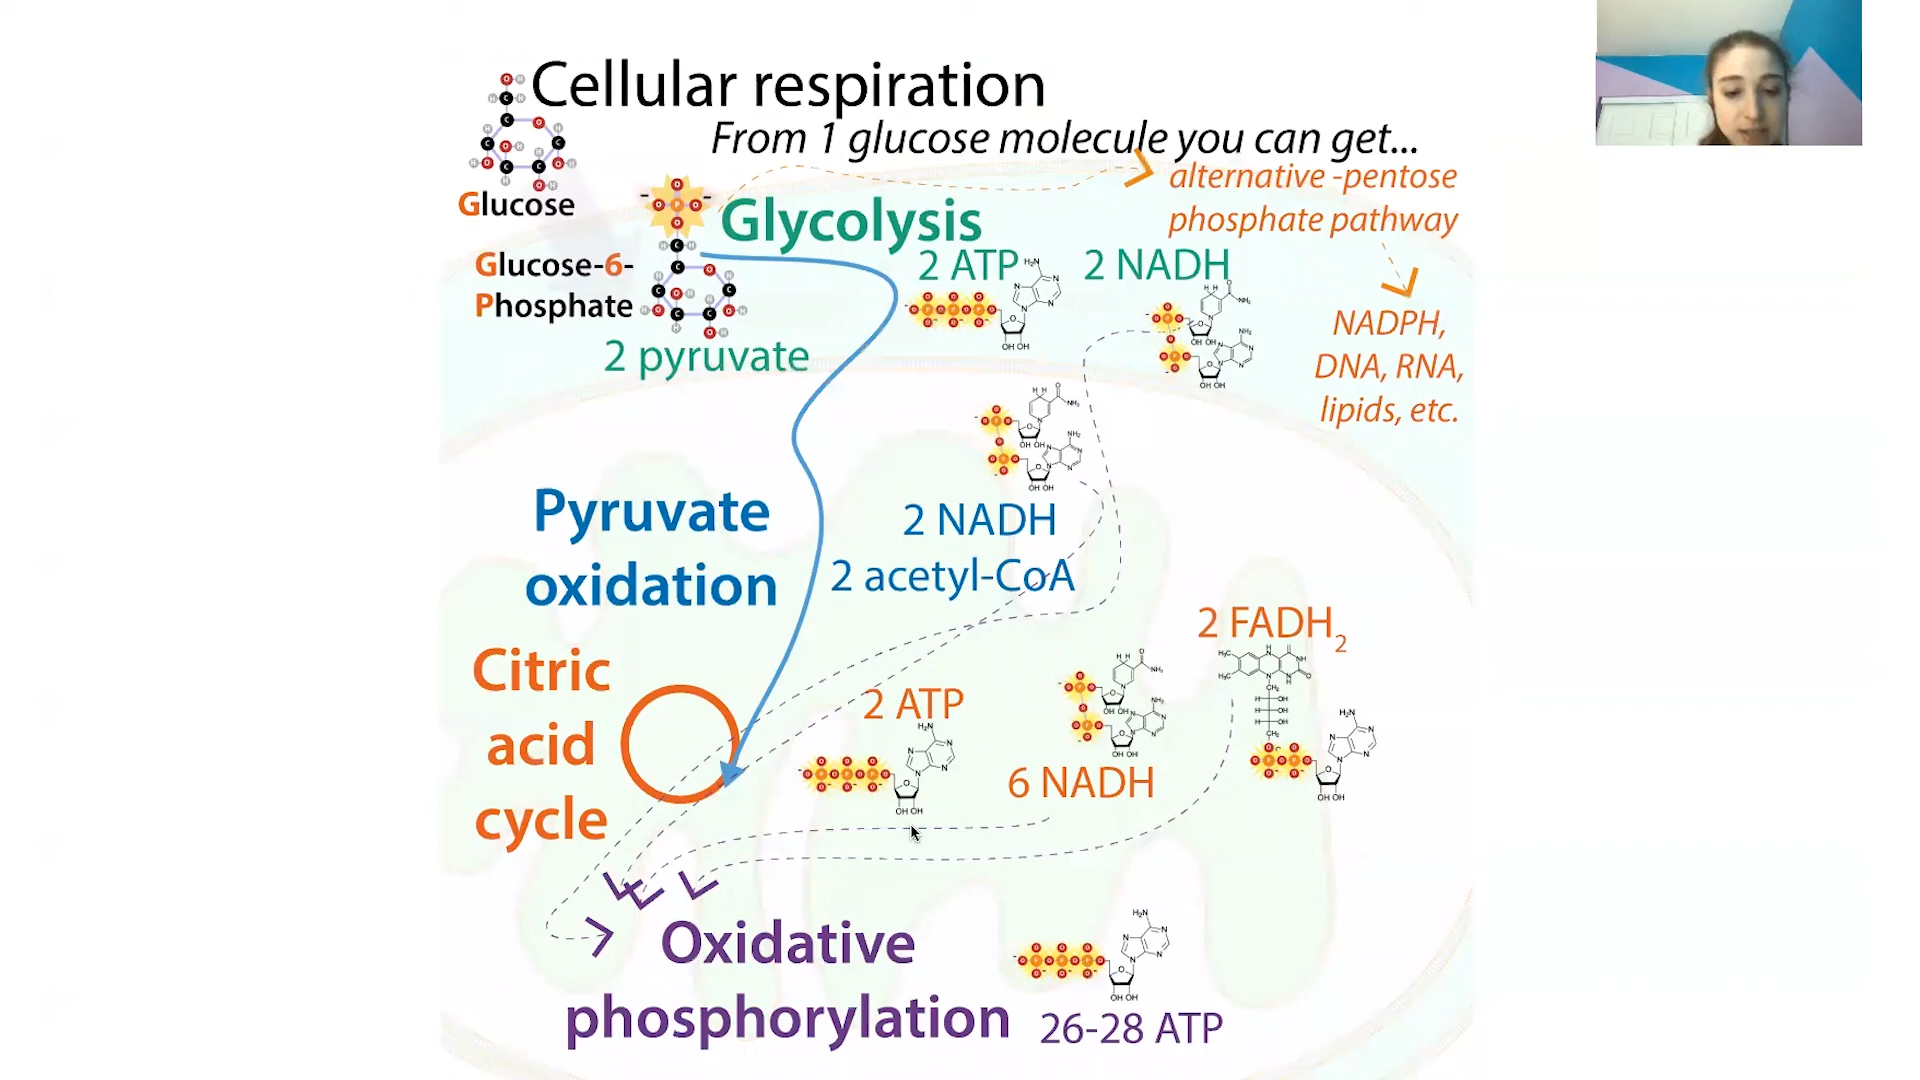 Cellular respiration
From 1 glucose molecule you can get...
Glucose
alternative -pentose
phosphate pathway
Glycolysis
Glucose-6-
Phosphate
2 ATP
2 NADH
2 pyruvate
NADPH,
DNA, RNA,
lipids, etc.
Pyruvate
oxidation
2 NADH
2 acetyl-CoA
2 FADH2
Citric
acid
cycle
2 ATP
6 NADH
Oxidative
phosphorylation
26-28 ATP